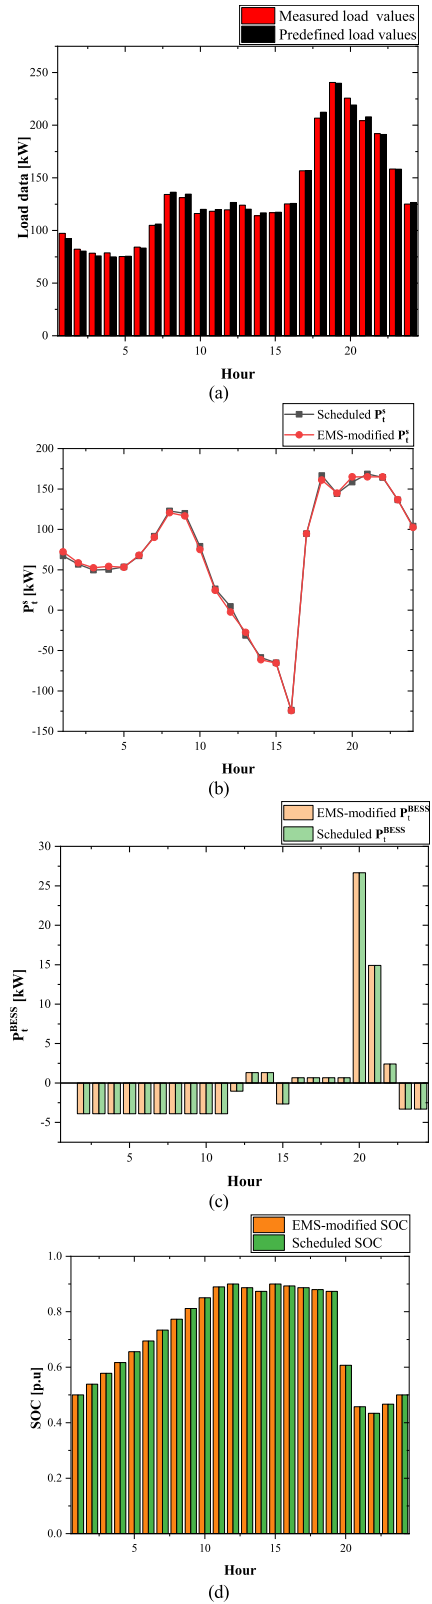 Measured load values
Predefined load values
250
200
150
100
50
0
Load data [kW]
5
10
15
20
Hour
(a)
Scheduled P_t^s
EMS-modified P_t^s
200
150
100
50
0
-50
-100
-150
P_t^s [kW]
5
10
15
20
Hour
(b)
EMS-modified P_t^BESS
Scheduled P_t^BESS
30
25
20
15
10
5
0
-5
P_t^BESS [kW]
5
10
15
20
Hour
(c)
EMS-modified SOC
Scheduled SOC
1.0
0.8
0.6
0.4
0.2
0.0
SOC [p.u]
5
10
15
20
Hour
(d)